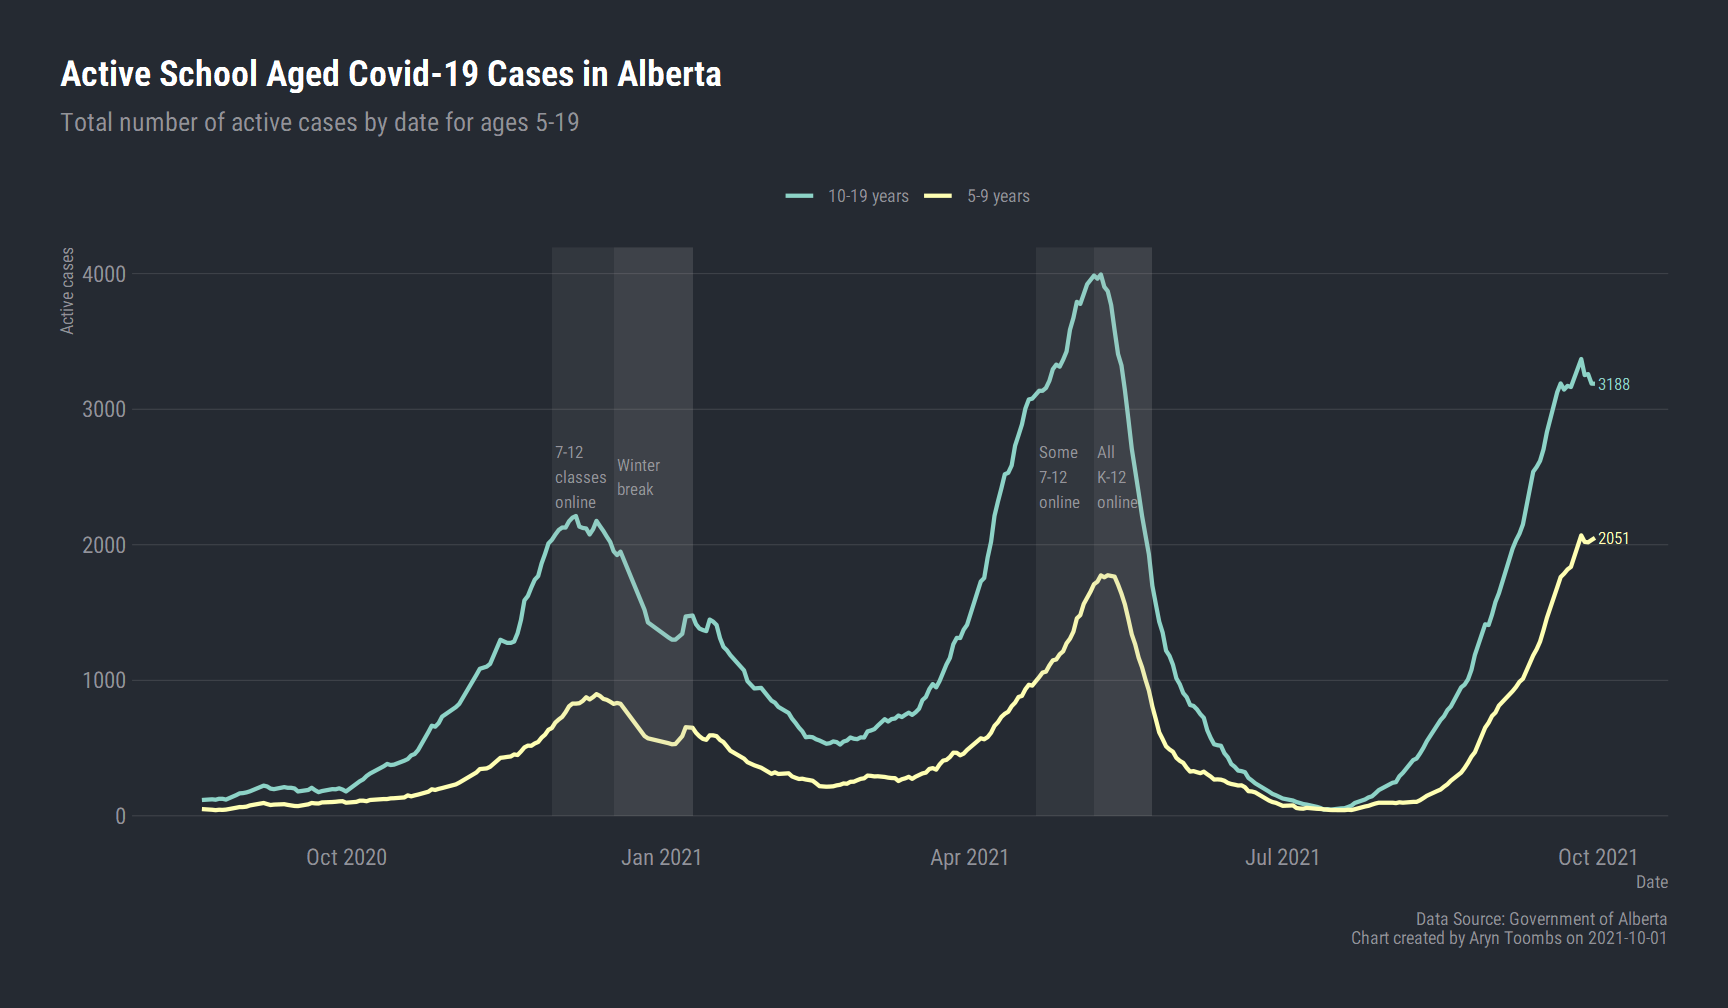 Active School Aged Covid-19 Cases in Alberta
Total number of active cases by date for ages 5-19
10-19 years
5-9 years
Active cases
4000
3000
2000
1000
0
7-12
classes
online
Winter
break
Some
7-12
online
All
K-12
online
3188
2051
Oct 2020
Jan 2021
Apr 2021
Jul 2021
Oct 2021
Date
Data Source: Government of Alberta
Chart created by Aryn Toombs on 2021-10-01